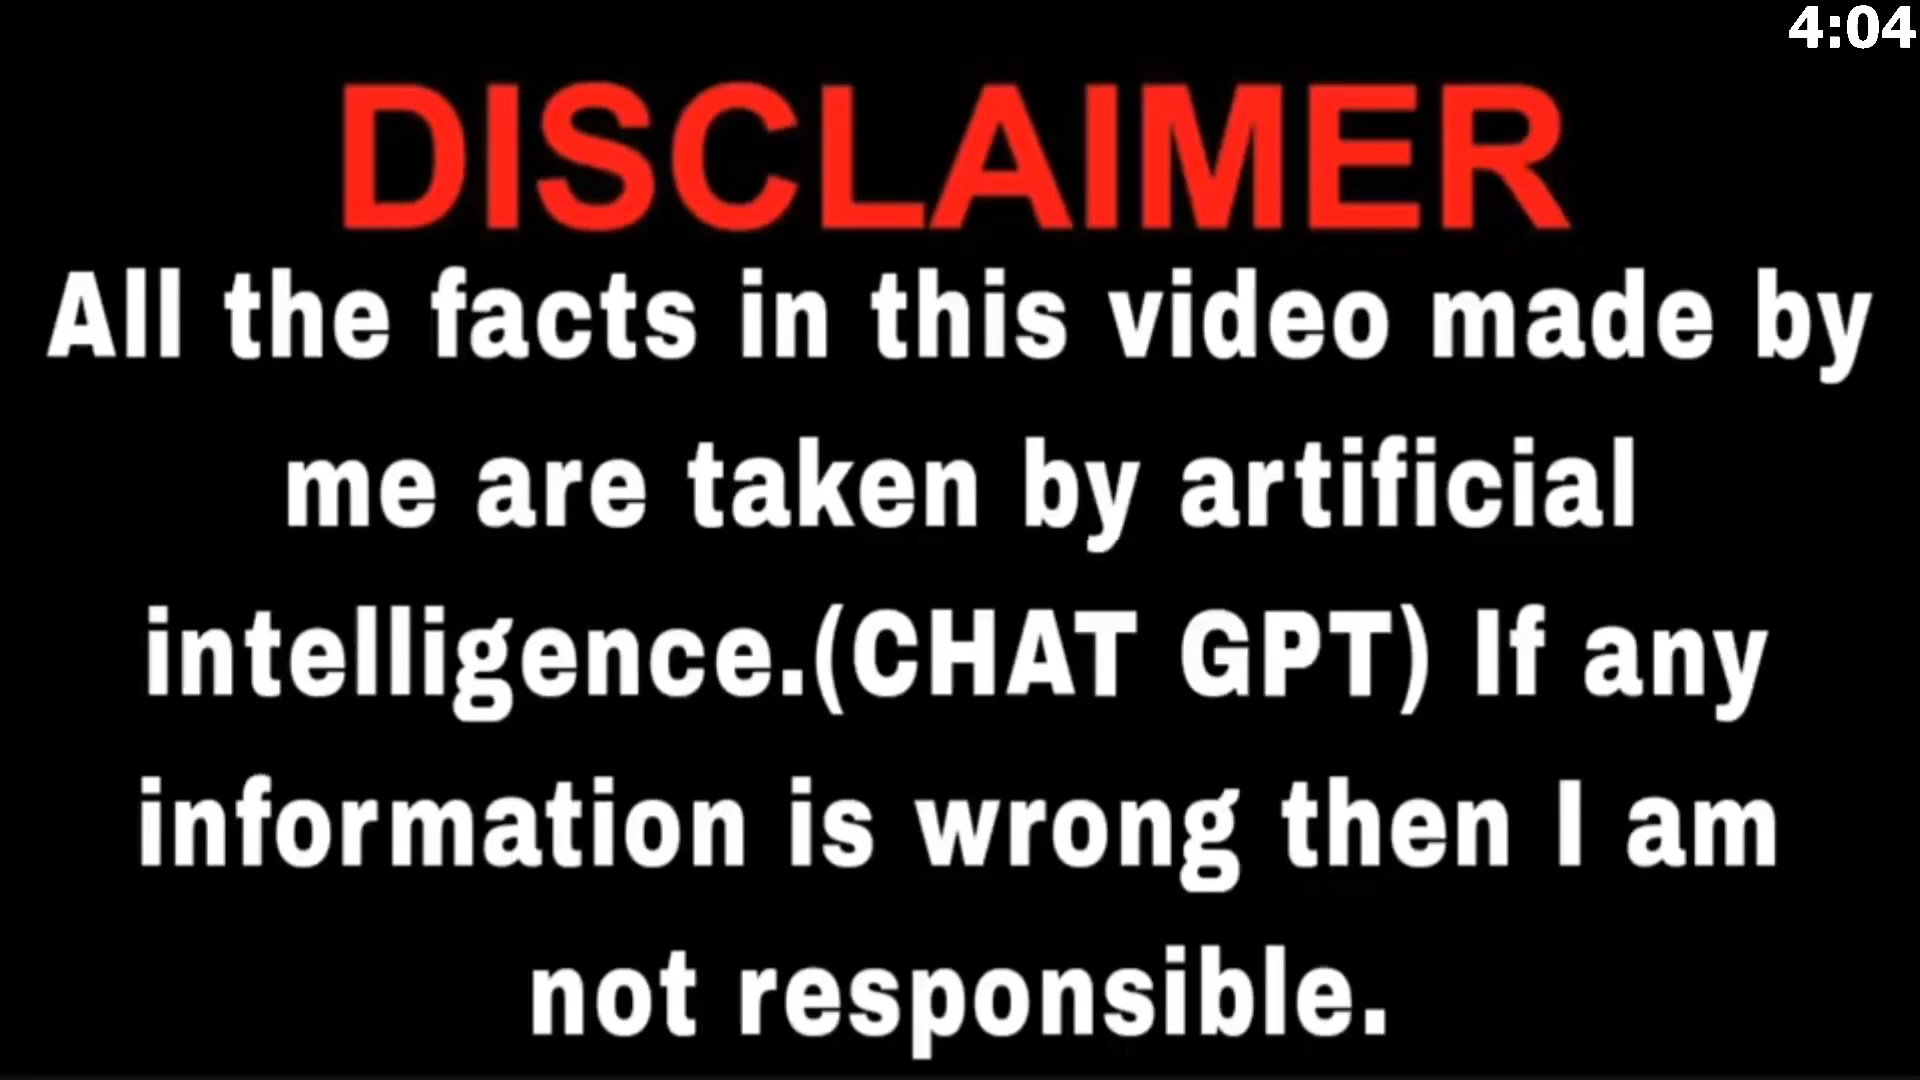 4:04
DISCLAIMER
All the facts in this video made by
me are taken by artificial
intelligence.(CHAT GPT) If any
information is wrong then I am
not responsible.